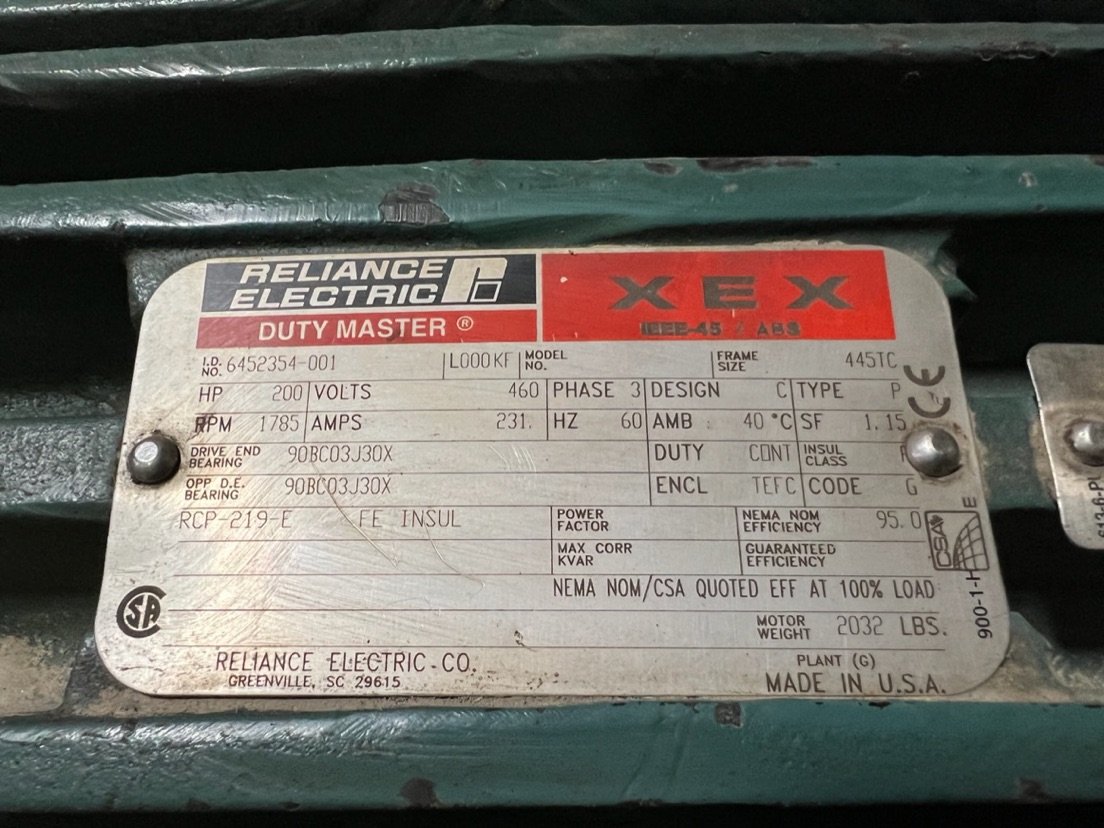 RELIANCE
ELECTRIC
DUTY MASTER ®
XEX
IEEE-45 / ABS
I.D. NO. 6452354-001 L000KF MODEL NO. FRAME SIZE 445TC
HP 200 VOLTS 460 PHASE 3 DESIGN C TYPE P
RPM 1785 AMPS 231. HZ 60 AMB 40 °C SF 1.15
DRIVE END BEARING 90BC03J30X DUTY CONT INSUL CLASS
OPP D.E. BEARING 90BC03J30X ENCL TEFC CODE G
RCP-219-E FE INSUL POWER FACTOR NEMA NOM EFFICIENCY 95.0
MAX CORR KVAR GUARANTEED EFFICIENCY
NEMA NOM/CSA QUOTED EFF AT 100% LOAD
MOTOR WEIGHT 2032 LBS.
RELIANCE ELECTRIC CO.
GREENVILLE, SC 29615
PLANT (G)
MADE IN U.S.A.
CE
CSA
SA